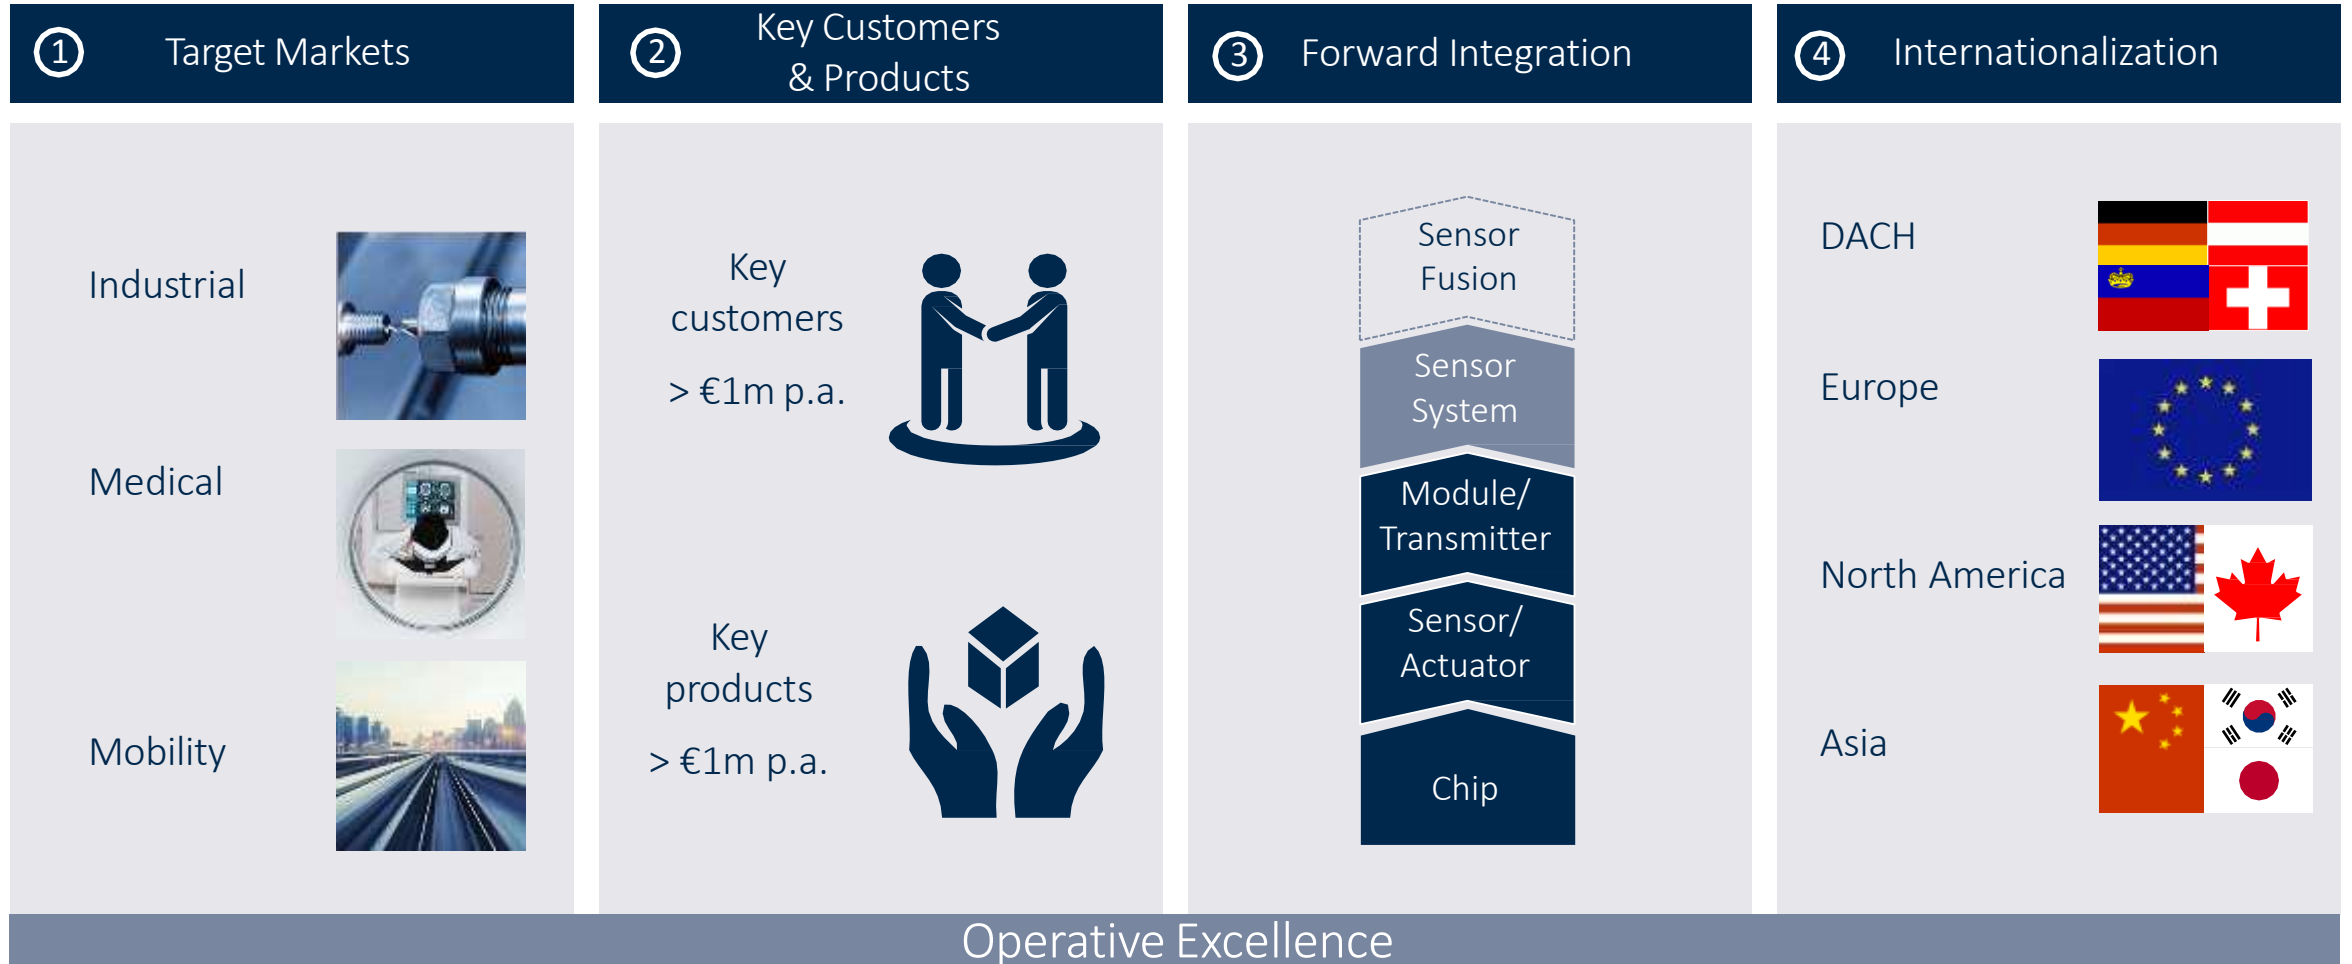 1
Target Markets
Industrial
Medical
Mobility
2
Key Customers
& Products
Key
customers
> €1m p.a.
Key
products
> €1m p.a.
3
Forward Integration
Sensor
Fusion
Sensor
System
Module/
Transmitter
Sensor/
Actuator
Chip
4
Internationalization
DACH
Europe
North America
Asia
Operative Excellence